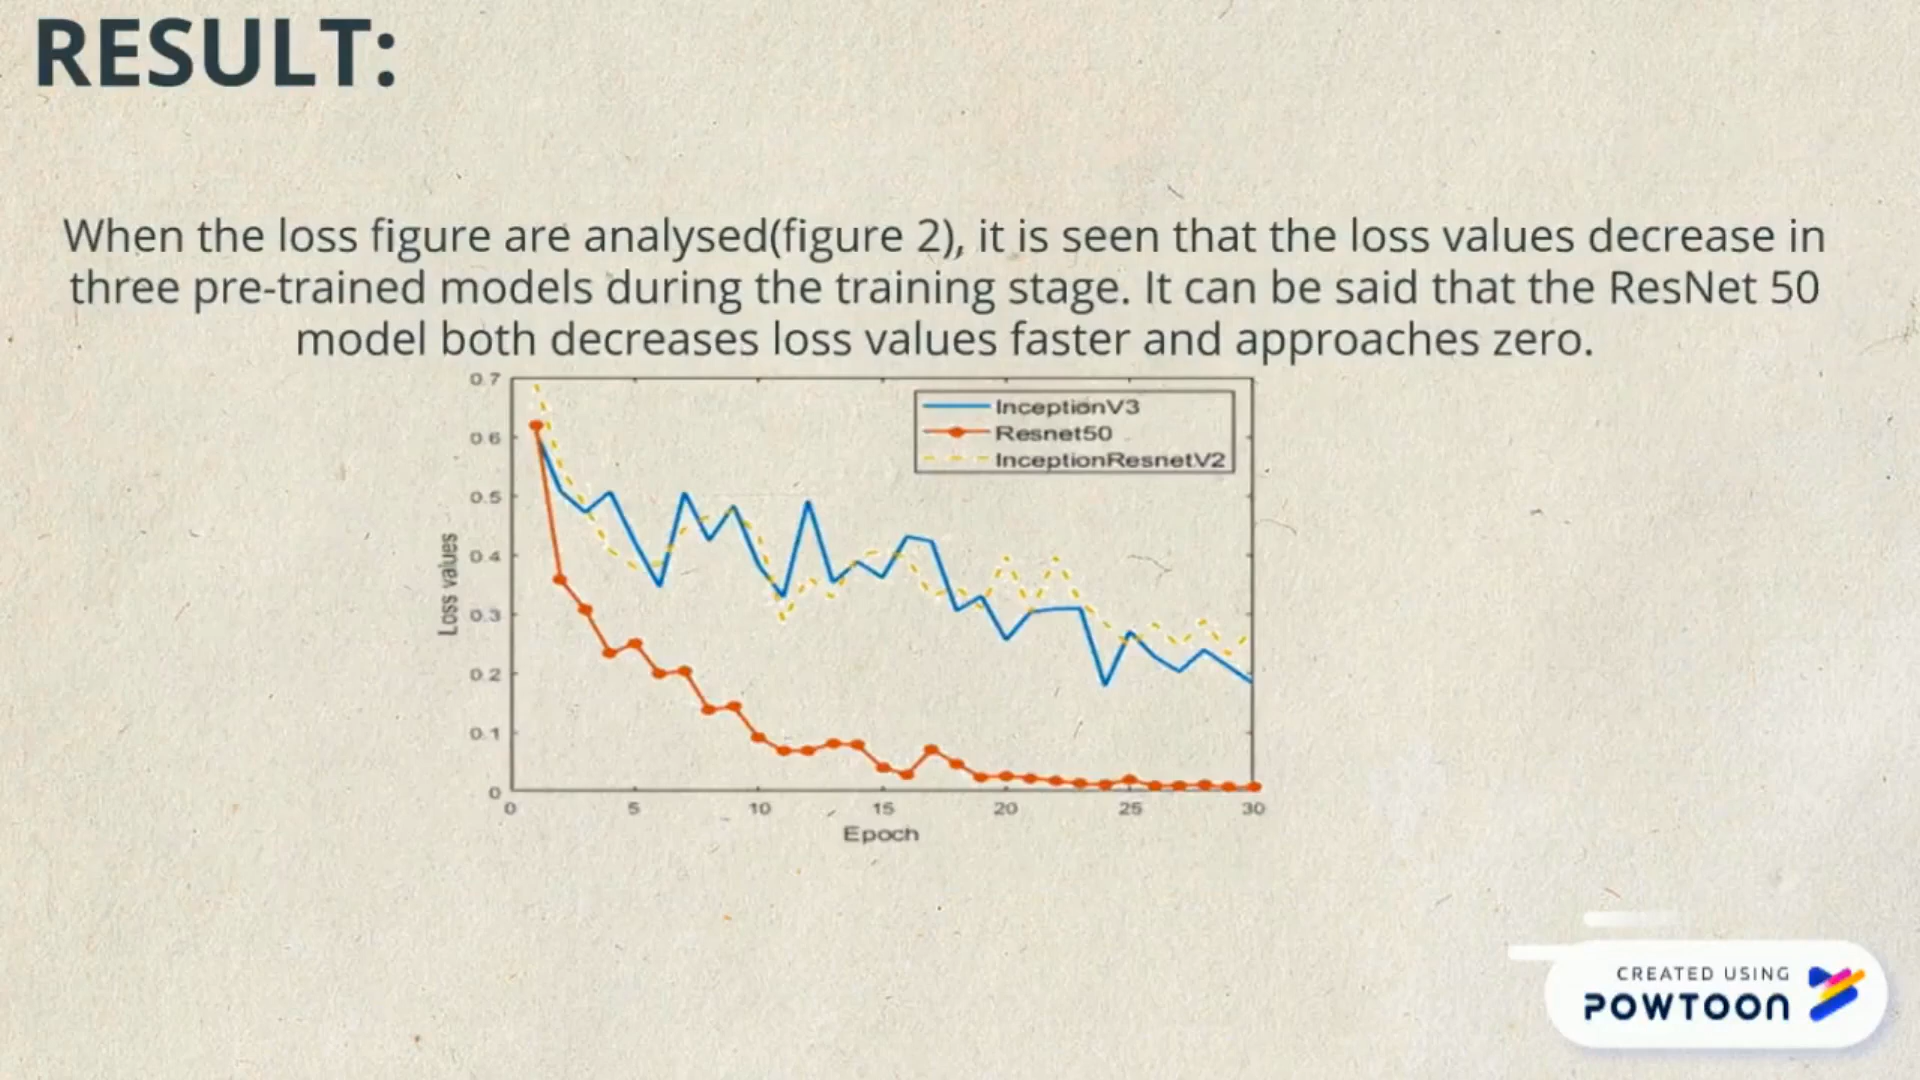 RESULT:
When the loss figure are analysed(figure 2), it is seen that the loss values decrease in
three pre-trained models during the training stage. It can be said that the ResNet 50
model both decreases loss values faster and approaches zero.
0.7
0.6
0.5
0.4
0.3
0.2
0.1
0
Loss values
InceptionV3
Resnet50
InceptionResnetV2
0 5 10 15 20 25 30
Epoch
CREATED USING
POWTOON